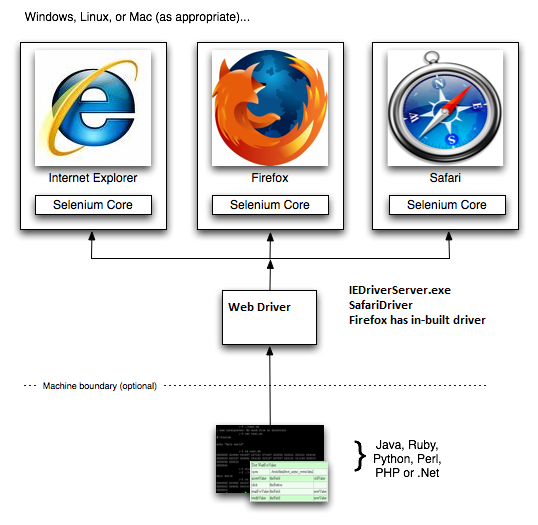 Windows, Linux, or Mac (as appropriate)...
Internet Explorer
Firefox
Safari
Selenium Core
Selenium Core
Selenium Core
Web Driver
IEDriverServer.exe
SafariDriver
Firefox has in-built driver
Machine boundary (optional)
Java, Ruby,
Python, Perl,
PHP or .Net